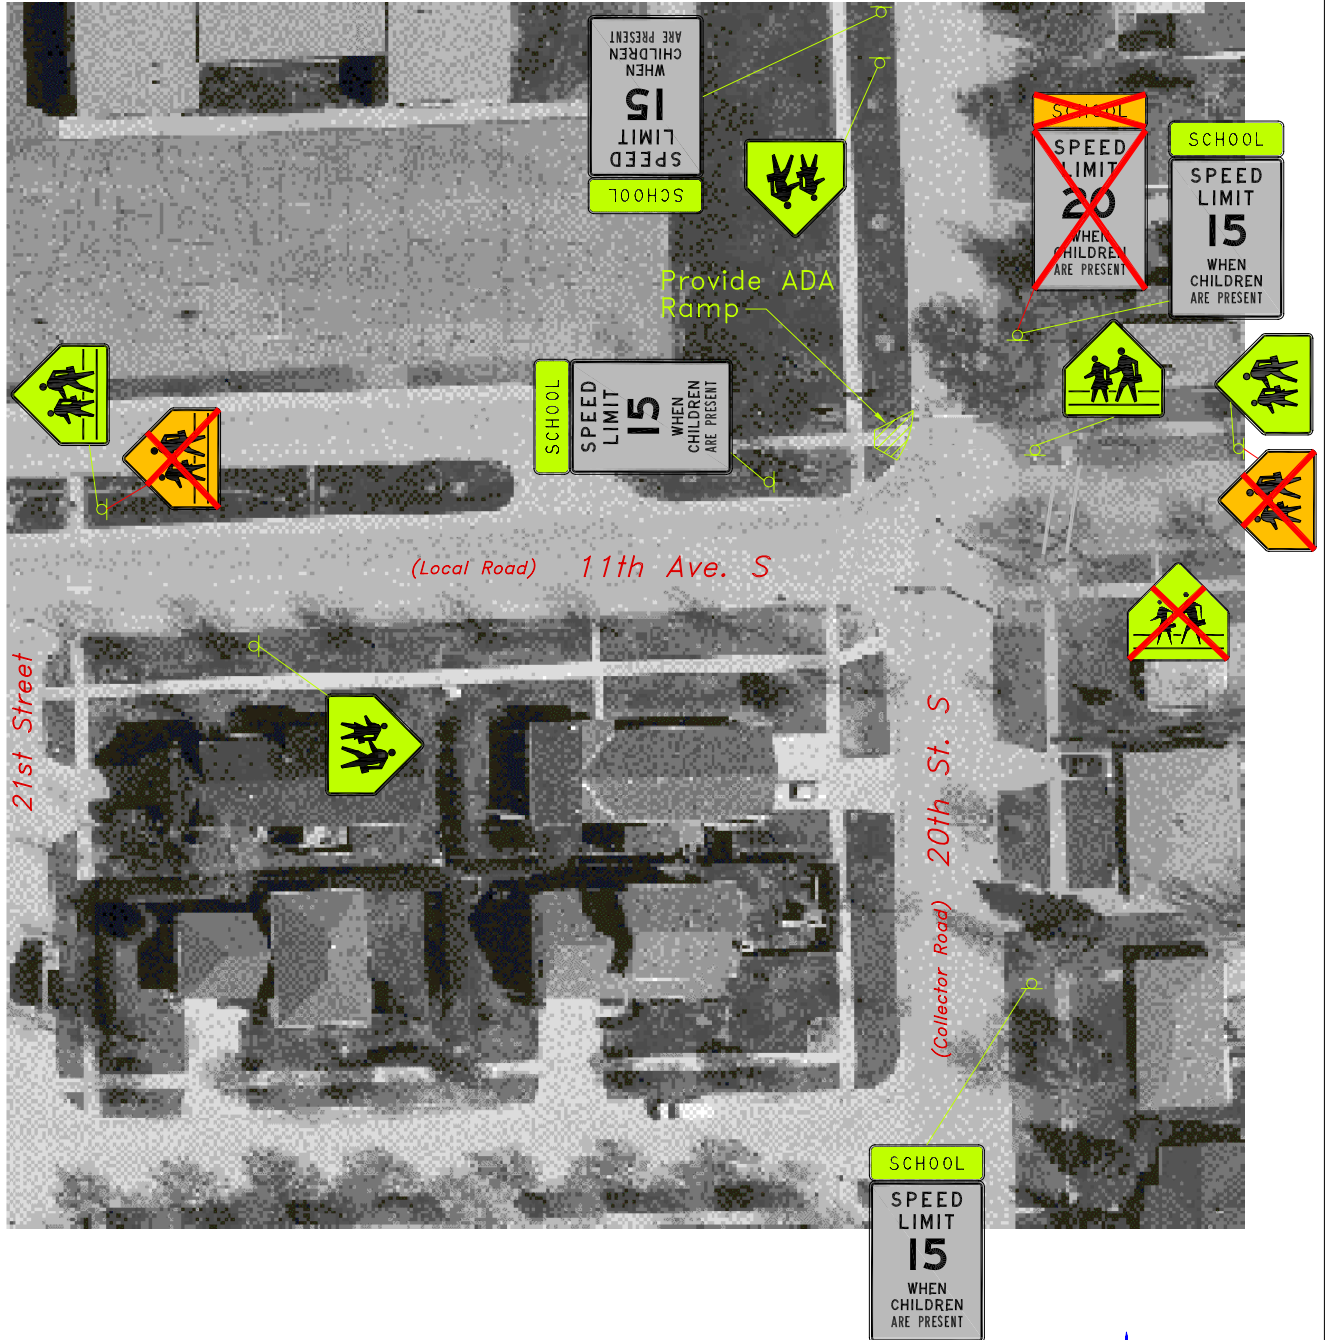 ARE PRESENT
CHILDREN
WHEN
15
LIMIT
SPEED
SCHOOL
SCHOOL
SPEED
LIMIT
20
WHEN
CHILDREN
ARE PRESENT
SCHOOL
SPEED
LIMIT
15
WHEN
CHILDREN
ARE PRESENT
Provide ADA
Ramp
SCHOOL
SPEED
LIMIT
15
WHEN
CHILDREN
ARE PRESENT
(Local Road) 11th Ave. S
21st Street
(Collector Road) 20th St. S
SCHOOL
SPEED
LIMIT
15
WHEN
CHILDREN
ARE PRESENT